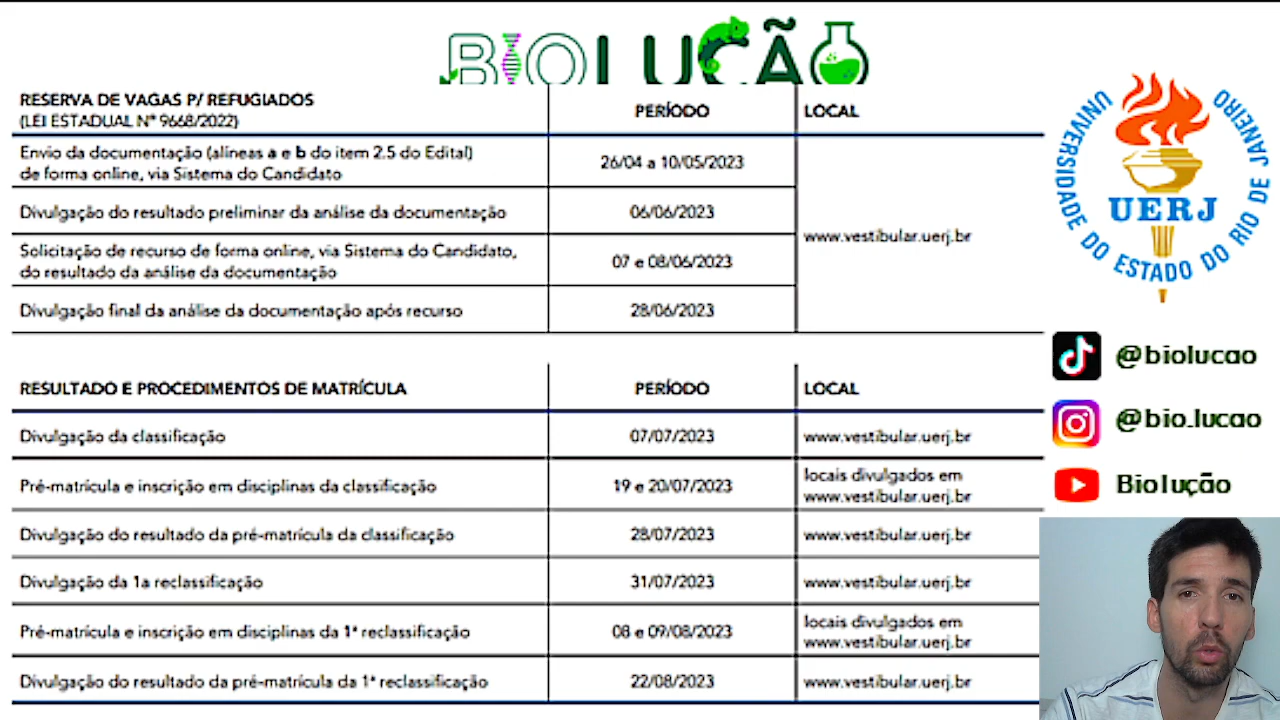 BIOLUÇÃO
RESERVA DE VAGAS P/ REFUGIADOS
(LEI ESTADUAL Nº 9668/2022)
PERÍODO
LOCAL
Envio da documentação (alíneas a e b do item 2.5 do Edital)
de forma online, via Sistema do Candidato
26/04 a 10/05/2023
Divulgação do resultado preliminar da análise da documentação
06/06/2023
www.vestibular.uerj.br
Solicitação de recurso de forma online, via Sistema do Candidato,
do resultado da análise da documentação
07 e 08/06/2023
Divulgação final da análise da documentação após recurso
28/06/2023
RESULTADO E PROCEDIMENTOS DE MATRÍCULA
PERÍODO
LOCAL
Divulgação da classificação
07/07/2023
www.vestibular.uerj.br
Pré-matrícula e inscrição em disciplinas da classificação
19 e 20/07/2023
locais divulgados em
www.vestibular.uerj.br
Divulgação do resultado da pré-matrícula da classificação
28/07/2023
www.vestibular.uerj.br
Divulgação da 1a reclassificação
31/07/2023
www.vestibular.uerj.br
Pré-matrícula e inscrição em disciplinas da 1ª reclassificação
08 e 09/08/2023
locais divulgados em
www.vestibular.uerj.br
Divulgação do resultado da pré-matrícula da 1ª reclassificação
22/08/2023
www.vestibular.uerj.br
UNIVERSIDADE DO ESTADO DO RIO DE JANEIRO
UERJ
@biolucao
@bio.lucao
Biolução